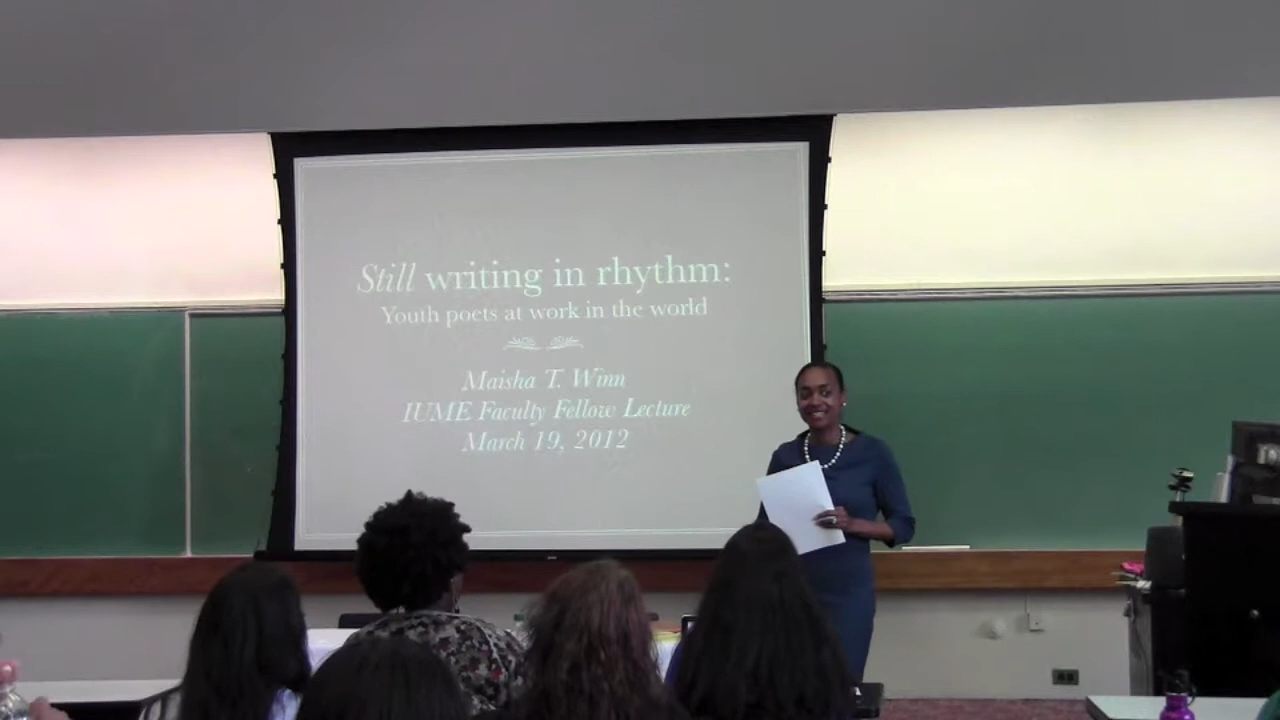 Still writing in rhythm:
Youth poets at work in the world
Maisha T. Winn
IUME Faculty Fellow Lecture
March 19, 2012